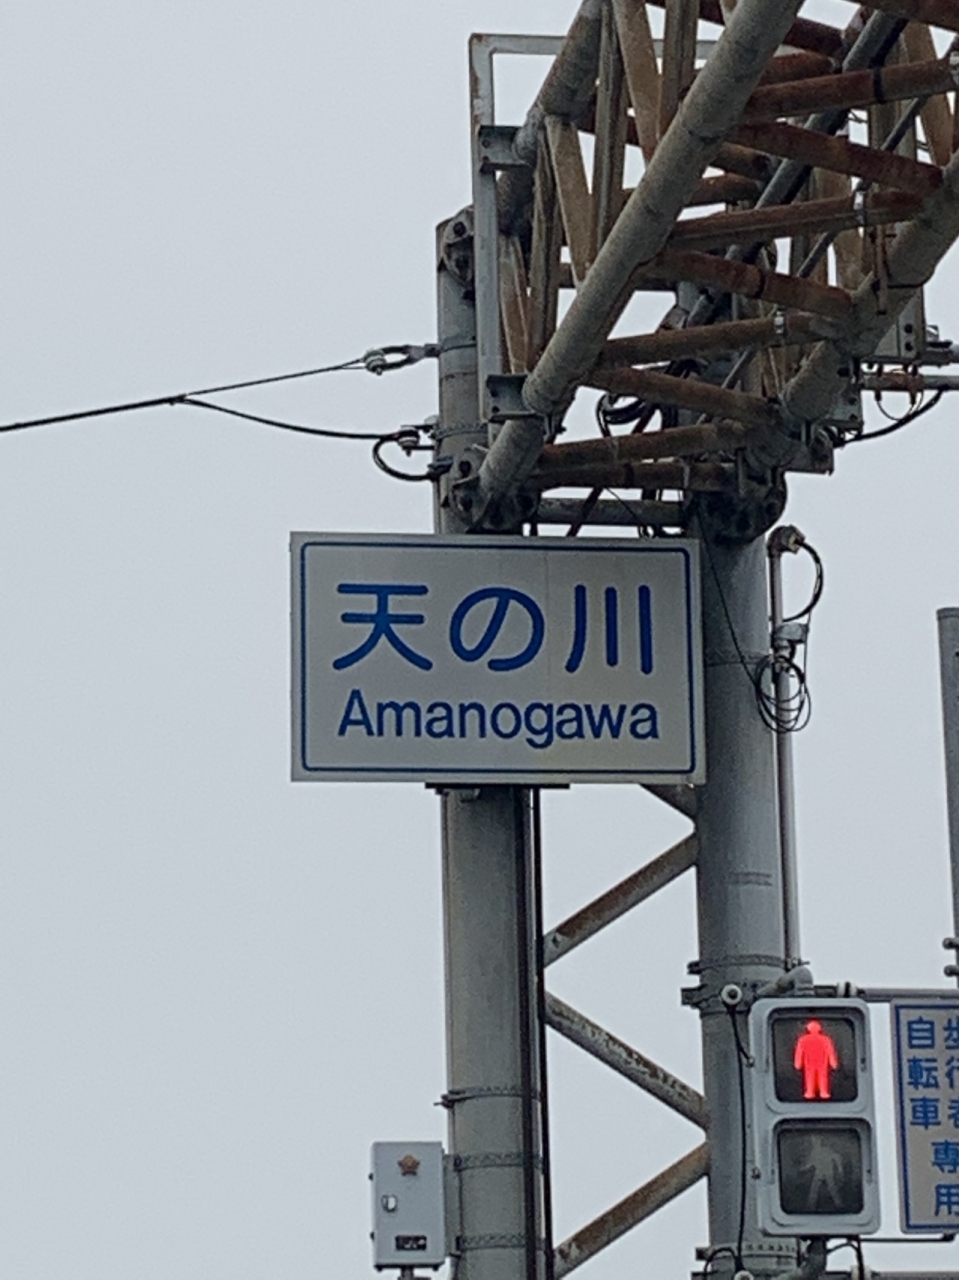 天の川
Amanogawa
歩行者
自転車
専用